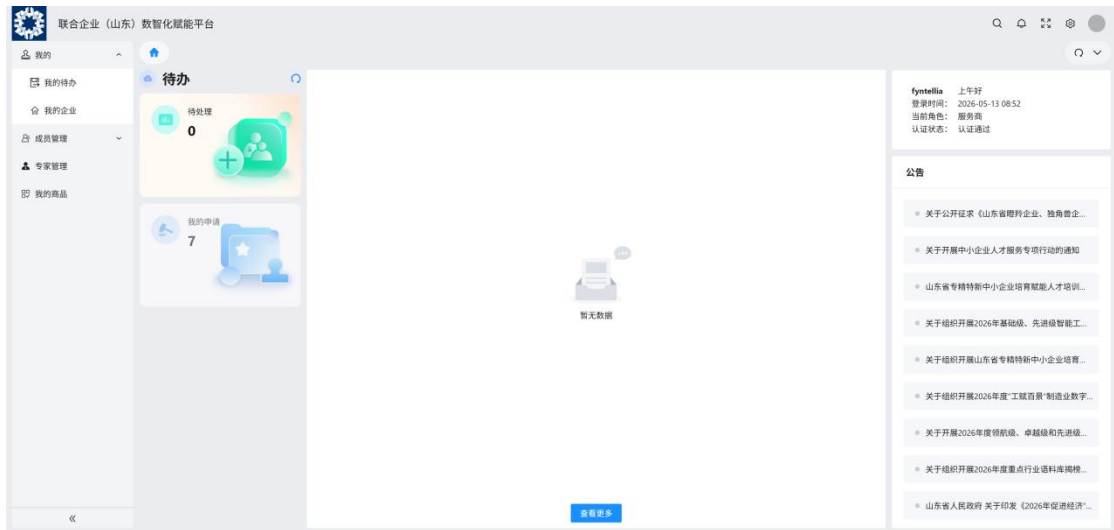 联合企业（山东）数智化赋能平台
我的
我的待办
我的企业
成员管理
专家管理
我的商品
待办
待处理
0
我的申请
7
暂无数据
查看更多
fyntellia 上午好
登录时间： 2026-05-13 08:52
当前角色： 服务商
认证状态： 认证通过
公告
关于公开征求《山东省瞪羚企业、独角兽企...
关于开展中小企业人才服务专项行动的通知
山东省专精特新中小企业培育赋能人才培训...
关于组织开展2026年基础级、先进级智能工...
关于组织开展山东省专精特新中小企业培育...
关于组织开展2026年度"工赋百景"制造业数字...
关于开展2026年度领航级、卓越级和先进级...
关于组织开展2026年度重点行业语料库揭榜...
山东省人民政府 关于印发《2026年促进经济"...